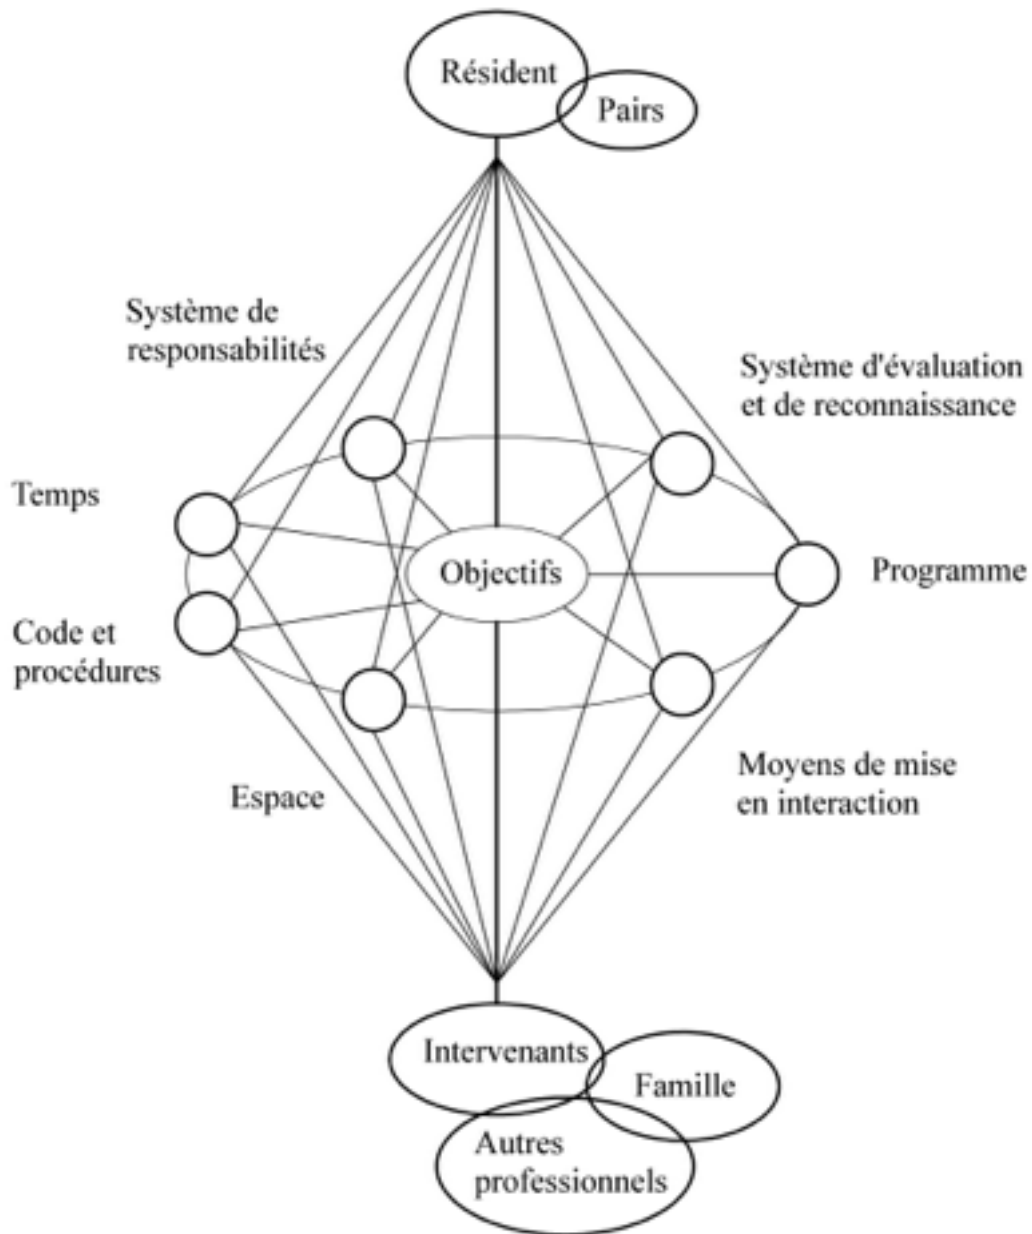 Résident
Pairs
Système de
responsabilités
Système d'évaluation
et de reconnaissance
Temps
Objectifs
Programme
Code et
procédures
Espace
Moyens de mise
en interaction
Intervenants
Famille
Autres
professionnels